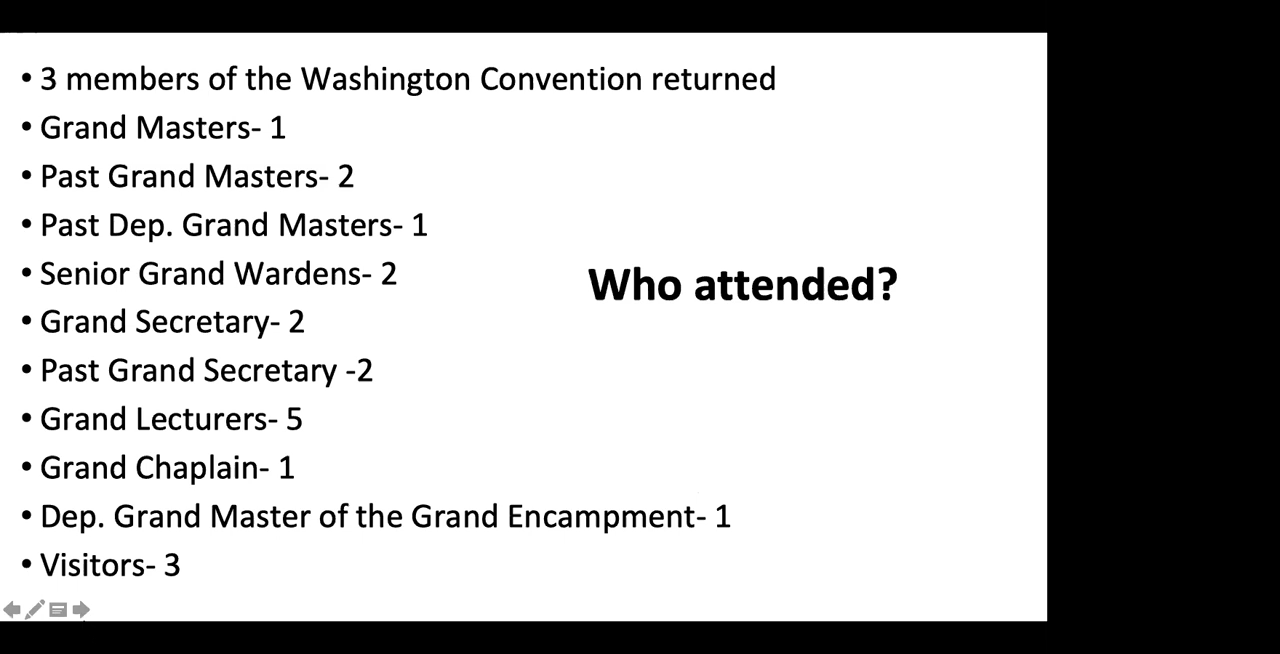 • 3 members of the Washington Convention returned
• Grand Masters- 1
• Past Grand Masters- 2
• Past Dep. Grand Masters- 1
• Senior Grand Wardens- 2
• Grand Secretary- 2
• Past Grand Secretary -2
• Grand Lecturers- 5
• Grand Chaplain- 1
• Dep. Grand Master of the Grand Encampment- 1
• Visitors- 3
Who attended?